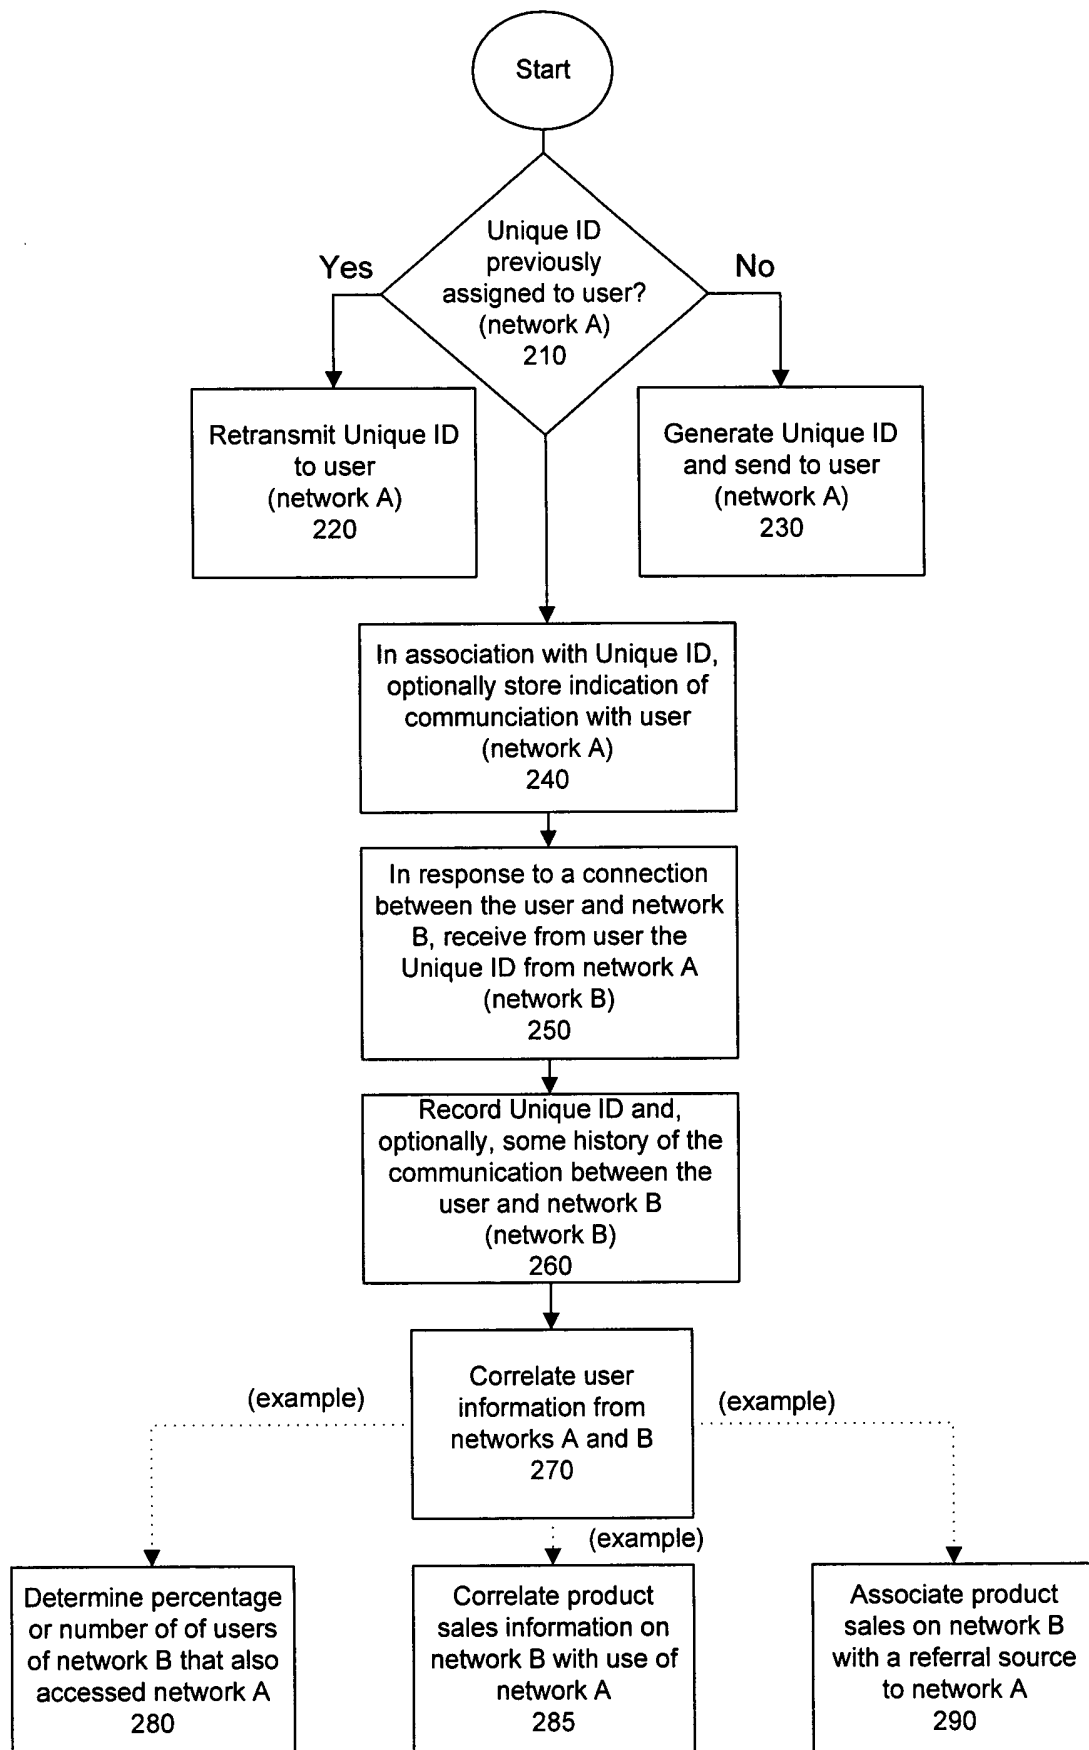 Start
Unique ID
previously
assigned to user?
(network A)
210
Yes
No
Retransmit Unique ID
to user
(network A)
220
Generate Unique ID
and send to user
(network A)
230
In association with Unique ID,
optionally store indication of
communciation with user
(network A)
240
In response to a connection
between the user and network
B, receive from user the
Unique ID from network A
(network B)
250
Record Unique ID and,
optionally, some history of the
communication between the
user and network B
(network B)
260
Correlate user
information from
networks A and B
270
(example)
(example)
(example)
Determine percentage
or number of of users
of network B that also
accessed network A
280
Correlate product
sales information on
network B with use of
network A
285
Associate product
sales on network B
with a referral source
to network A
290